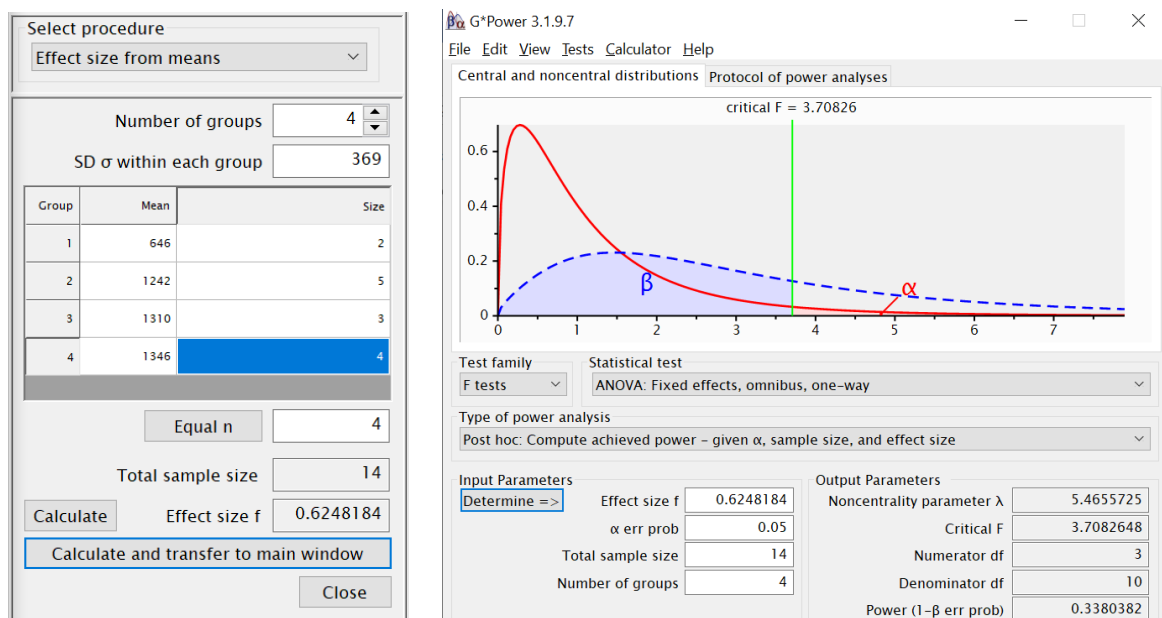 Select procedure
Effect size from means
Number of groups 4
SD σ within each group 369
Group Mean Size
1 646 2
2 1242 5
3 1310 3
4 1346 4
Equal n 4
Total sample size 14
Calculate Effect size f 0.6248184
Calculate and transfer to main window
Close
βα G*Power 3.1.9.7
File Edit View Tests Calculator Help
Central and noncentral distributions Protocol of power analyses
critical F = 3.70826
0.6
0.4
0.2
0
β
α
0 1 2 3 4 5 6 7
Test family Statistical test
F tests ANOVA: Fixed effects, omnibus, one-way
Type of power analysis
Post hoc: Compute achieved power - given α, sample size, and effect size
Input Parameters Output Parameters
Determine => Effect size f 0.6248184 Noncentrality parameter λ 5.4655725
α err prob 0.05 Critical F 3.7082648
Total sample size 14 Numerator df 3
Number of groups 4 Denominator df 10
Power (1-β err prob) 0.3380382